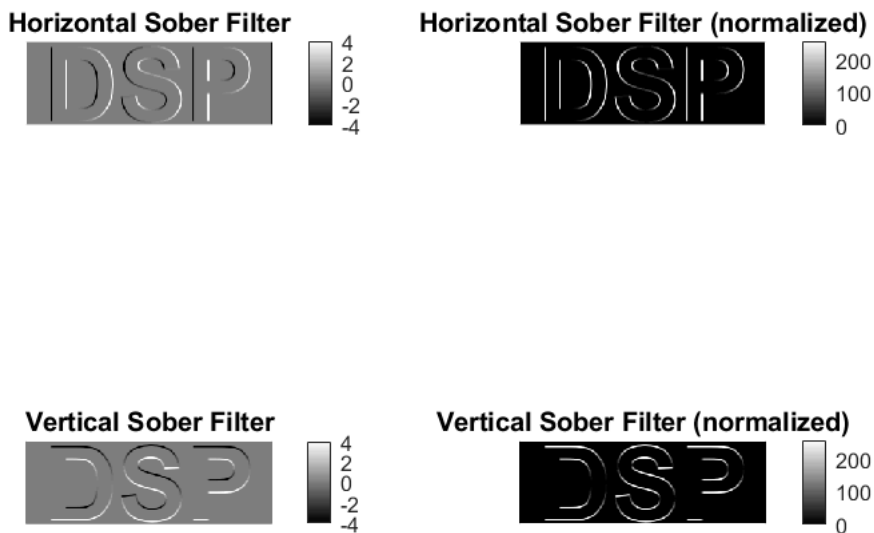 Horizontal Sober Filter
DSP
4
2
0
-2
-4
Horizontal Sober Filter (normalized)
DSP
200
100
0
Vertical Sober Filter
DSP
4
2
0
-2
-4
Vertical Sober Filter (normalized)
DSP
200
100
0